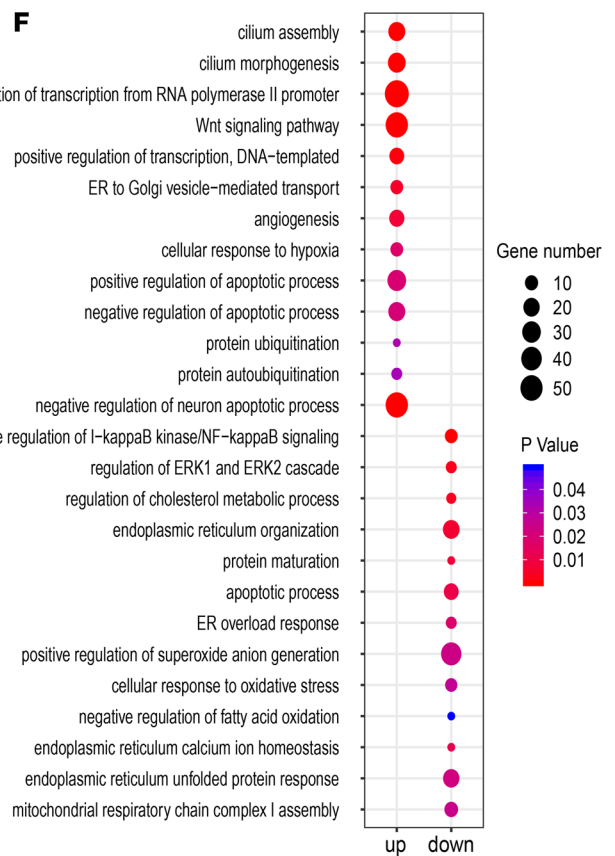 F
cilium assembly
cilium morphogenesis
of transcription from RNA polymerase II promoter
Wnt signaling pathway
positive regulation of transcription, DNA−templated
ER to Golgi vesicle−mediated transport
angiogenesis
cellular response to hypoxia
positive regulation of apoptotic process
negative regulation of apoptotic process
protein ubiquitination
protein autoubiquitination
negative regulation of neuron apoptotic process
regulation of I−kappaB kinase/NF−kappaB signaling
regulation of ERK1 and ERK2 cascade
regulation of cholesterol metabolic process
endoplasmic reticulum organization
protein maturation
apoptotic process
ER overload response
positive regulation of superoxide anion generation
cellular response to oxidative stress
negative regulation of fatty acid oxidation
endoplasmic reticulum calcium ion homeostasis
endoplasmic reticulum unfolded protein response
mitochondrial respiratory chain complex I assembly
up down
Gene number
10
20
30
40
50
P Value
0.04
0.03
0.02
0.01